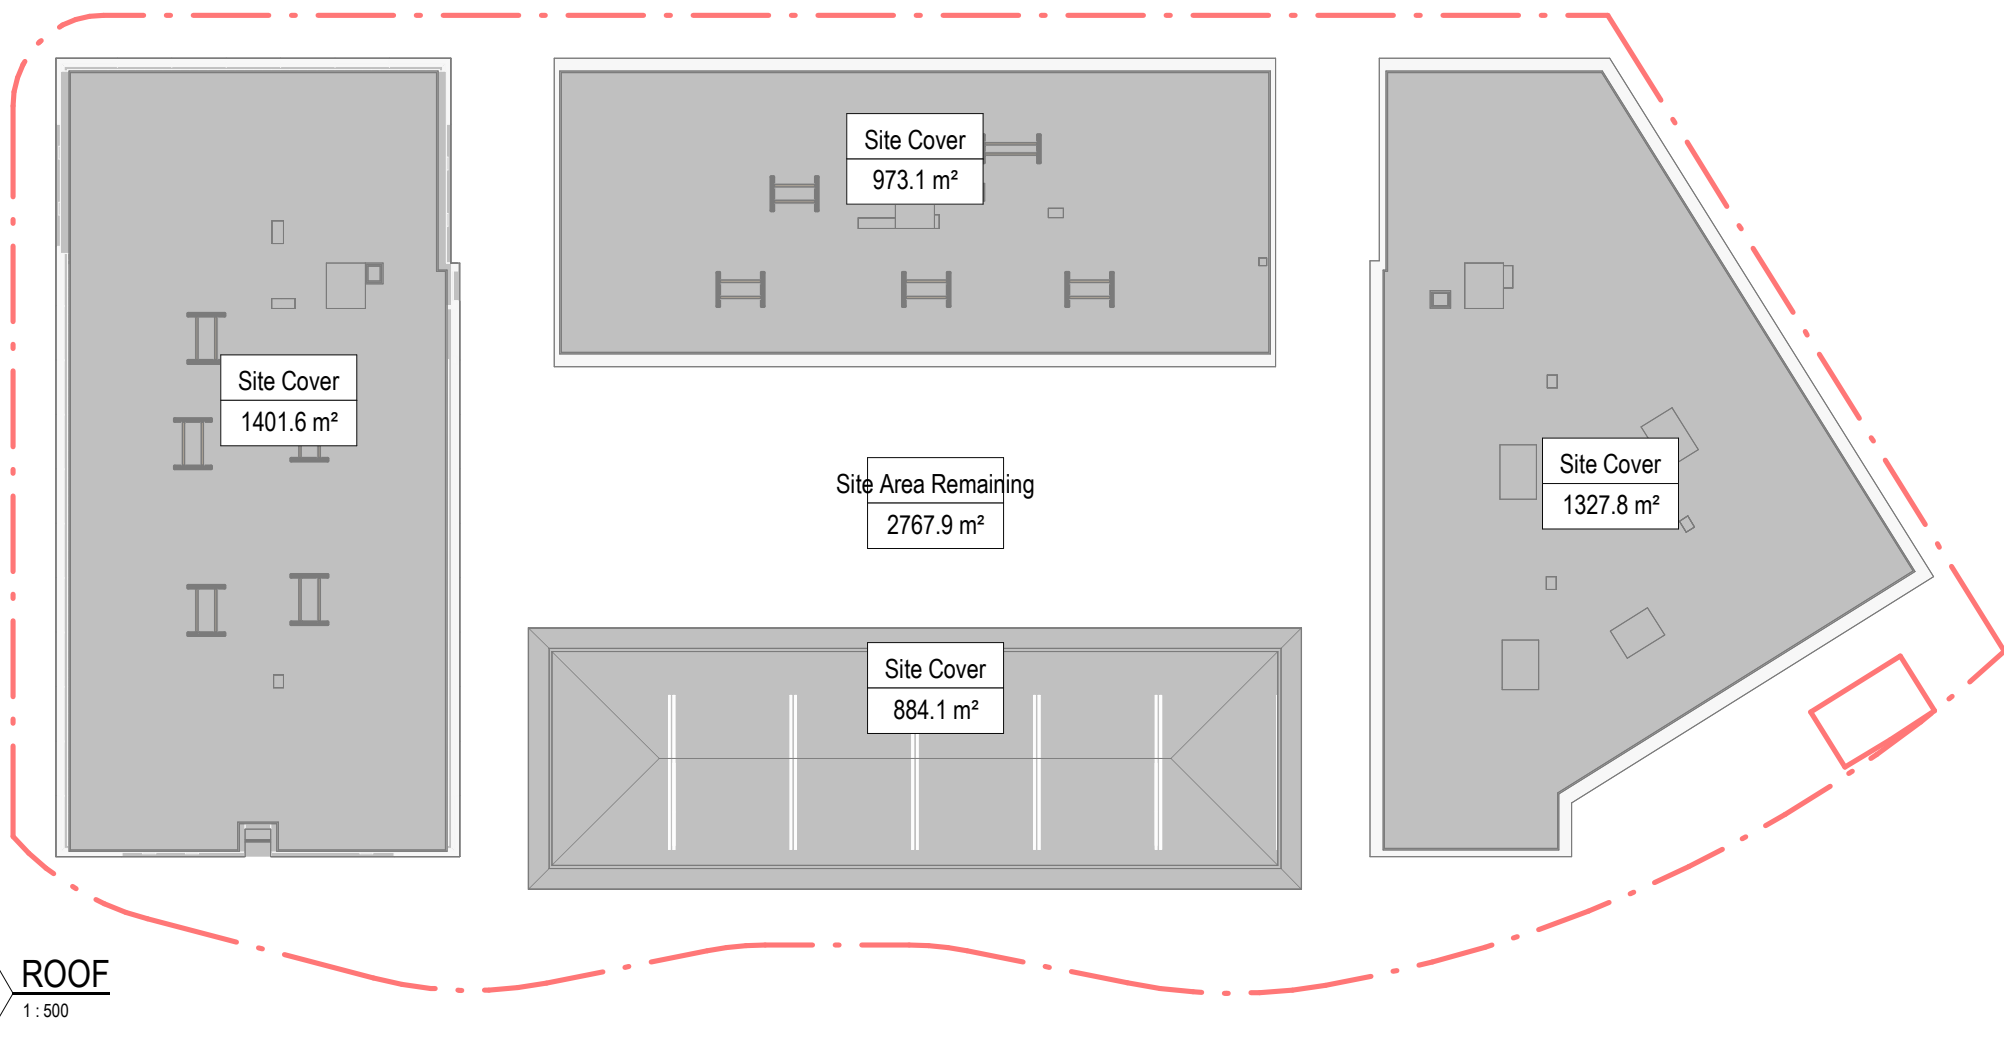 Site Cover
973.1 m²
Site Cover
1401.6 m²
Site Area Remaining
2767.9 m²
Site Cover
1327.8 m²
Site Cover
884.1 m²
ROOF
1 : 500